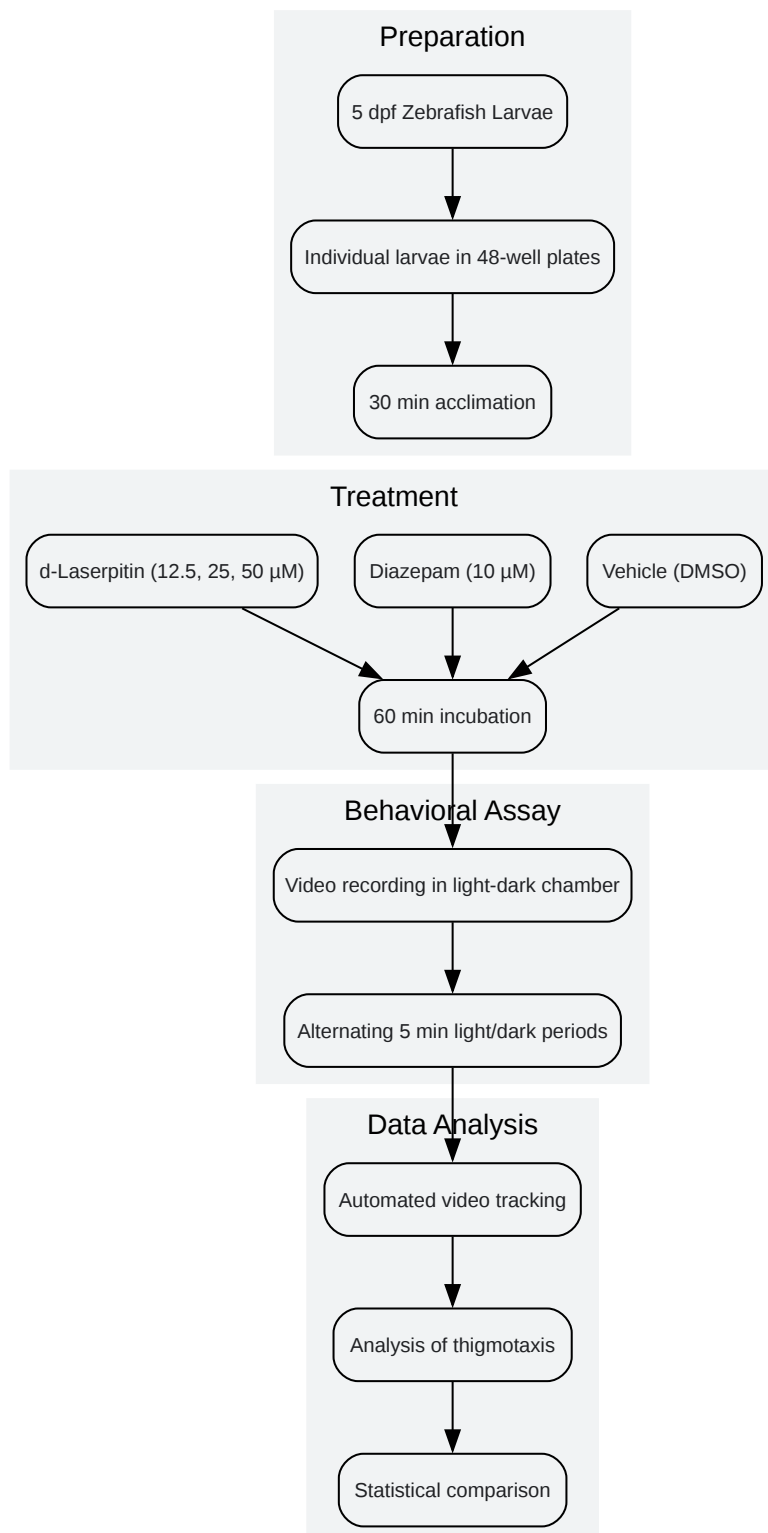 Preparation
5 dpf Zebrafish Larvae
Individual larvae in 48-well plates
30 min acclimation
Treatment
d-Laserpitin (12.5, 25, 50 µM)
Diazepam (10 µM)
Vehicle (DMSO)
60 min incubation
Behavioral Assay
Video recording in light-dark chamber
Alternating 5 min light/dark periods
Data Analysis
Automated video tracking
Analysis of thigmotaxis
Statistical comparison